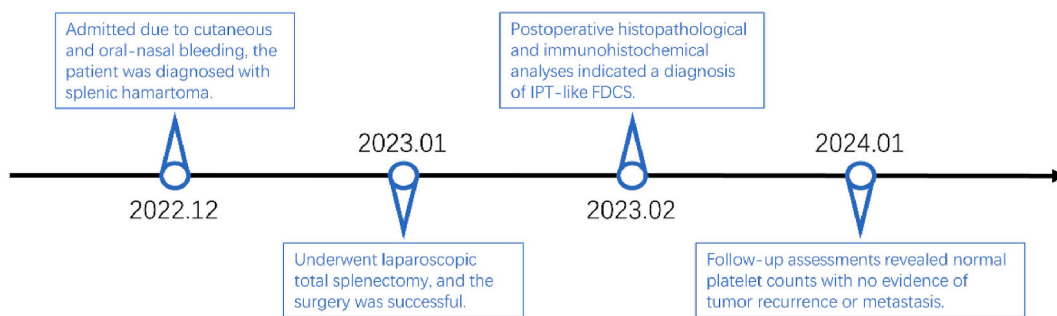 Admitted due to cutaneous
and oral-nasal bleeding, the
patient was diagnosed with
splenic hamartoma.
2022.12
2023.01
Underwent laparoscopic
total splenectomy, and the
surgery was successful.
Postoperative histopathological
and immunohistochemical
analyses indicated a diagnosis
of IPT-like FDCS.
2023.02
2024.01
Follow-up assessments revealed normal
platelet counts with no evidence of
tumor recurrence or metastasis.